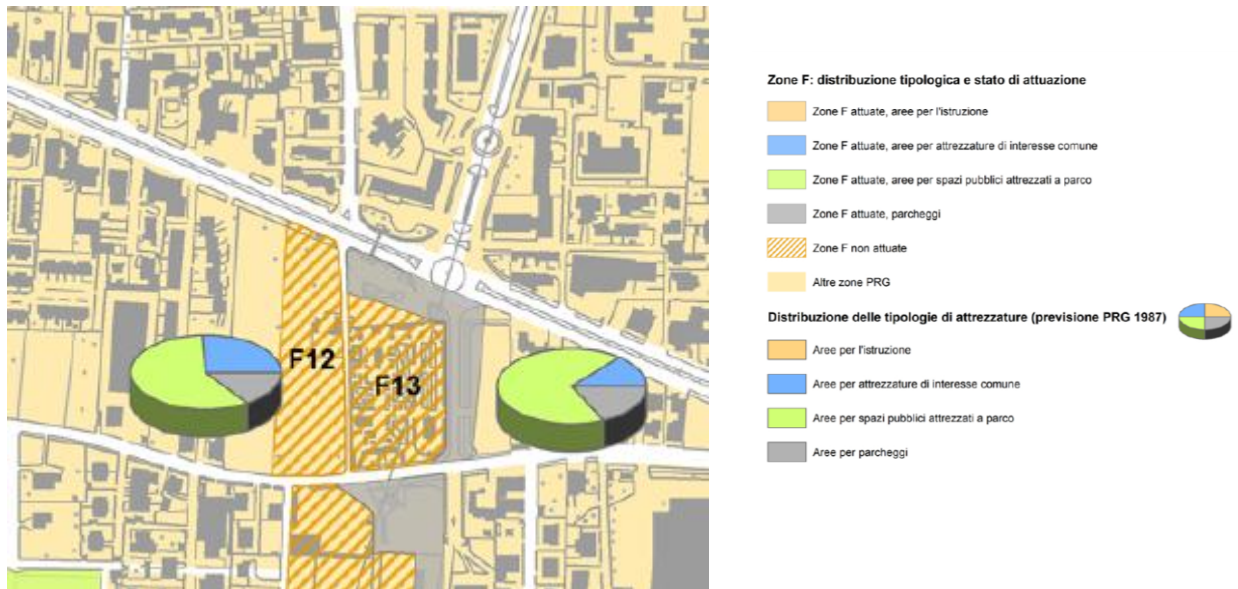 F12
F13
Zone F: distribuzione tipologica e stato di attuazione
Zone F attuate, aree per l'istruzione
Zone F attuate, aree per attrezzature di interesse comune
Zone F attuate, aree per spazi pubblici attrezzati a parco
Zone F attuate, parcheggi
Zone F non attuate
Altre zone PRG
Distribuzione delle tipologie di attrezzature (previsione PRG 1987)
Aree per l'istruzione
Aree per attrezzature di interesse comune
Aree per spazi pubblici attrezzati a parco
Aree per parcheggi